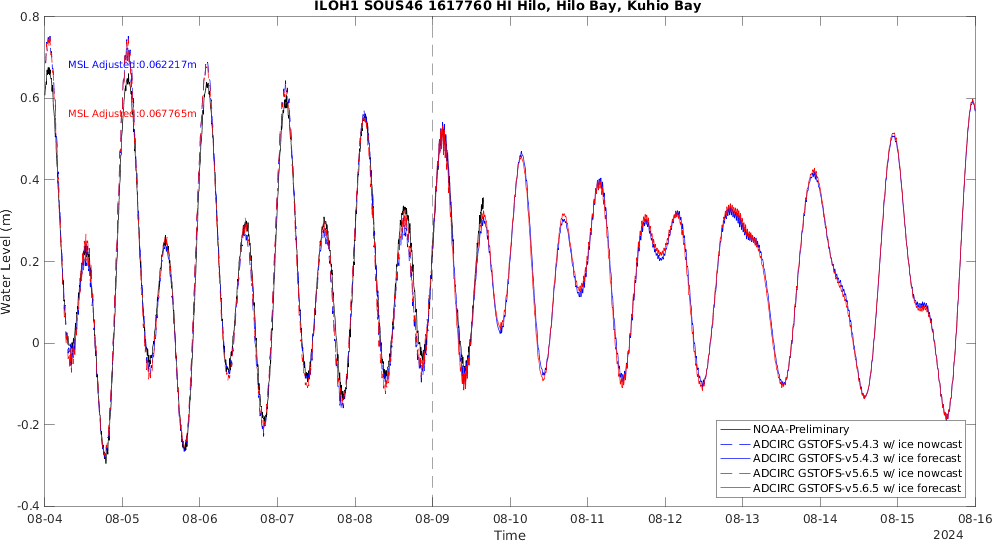 ILOH1 SOUS46 1617760 HI Hilo, Hilo Bay, Kuhio Bay
0.8
MSL Adjusted:0.062217m
0.6
MSL Adjusted:0.067765m
0.4
Water Level (m)
0.2
0
-0.2
NOAA-Preliminary
ADCIRC GSTOFS-v5.4.3 w/ ice nowcast
ADCIRC GSTOFS-v5.4.3 w/ ice forecast
ADCIRC GSTOFS-v5.6.5 w/ ice nowcast
ADCIRC GSTOFS-v5.6.5 w/ ice forecast
-0.4
08-04 08-05 08-06 08-07 08-08 08-09 08-10 08-11 08-12 08-13 08-14 08-15 08-16
Time 2024